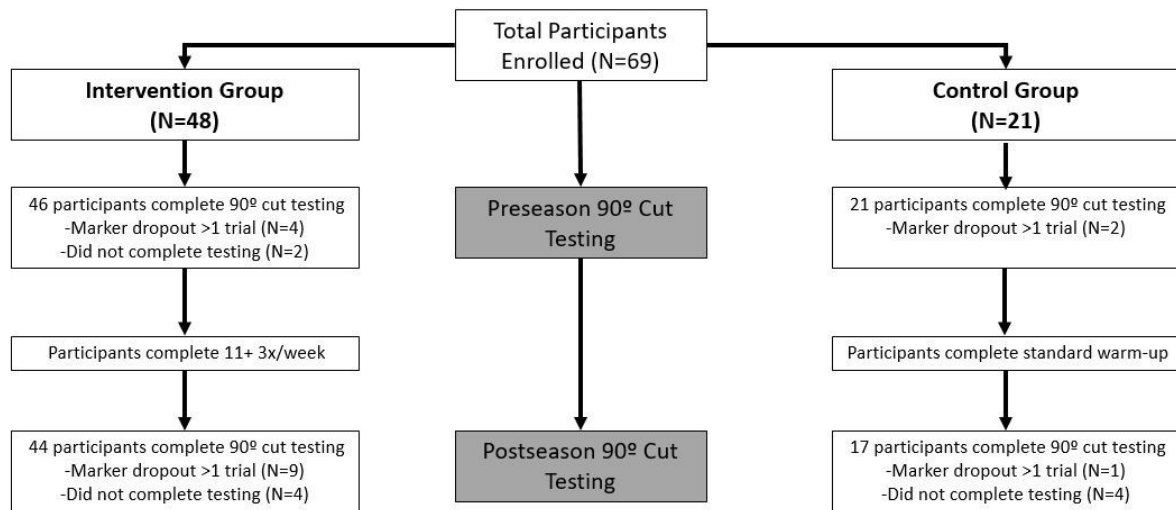 Total Participants
Enrolled (N=69)
Intervention Group
(N=48)
Control Group
(N=21)
46 participants complete 90º cut testing
-Marker dropout >1 trial (N=4)
-Did not complete testing (N=2)
Preseason 90º Cut
Testing
21 participants complete 90º cut testing
-Marker dropout >1 trial (N=2)
Participants complete 11+ 3x/week
Participants complete standard warm-up
44 participants complete 90º cut testing
-Marker dropout >1 trial (N=9)
-Did not complete testing (N=4)
Postseason 90º Cut
Testing
17 participants complete 90º cut testing
-Marker dropout >1 trial (N=1)
-Did not complete testing (N=4)